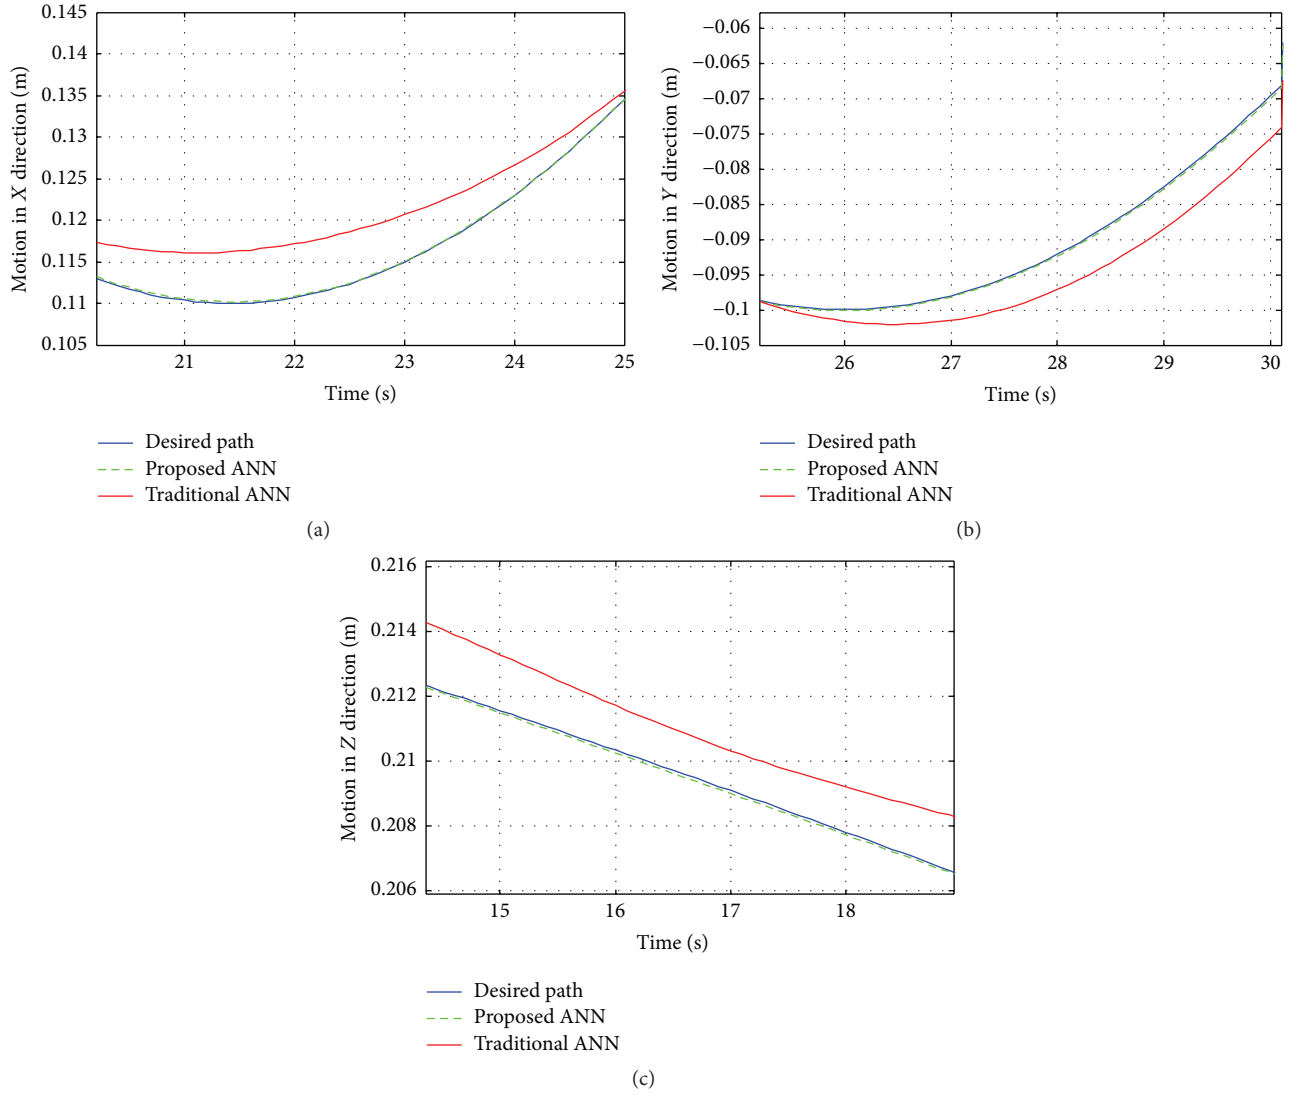 0.145
0.14
0.135
0.13
0.125
0.12
0.115
0.11
0.105
Motion in X direction (m)
21 22 23 24 25
Time (s)
Desired path
Proposed ANN
Traditional ANN
(a)
−0.06
−0.065
−0.07
−0.075
−0.08
−0.085
−0.09
−0.095
−0.1
−0.105
Motion in Y direction (m)
26 27 28 29 30
Time (s)
Desired path
Proposed ANN
Traditional ANN
(b)
0.216
0.214
0.212
0.21
0.208
0.206
Motion in Z direction (m)
15 16 17 18
Time (s)
Desired path
Proposed ANN
Traditional ANN
(c)